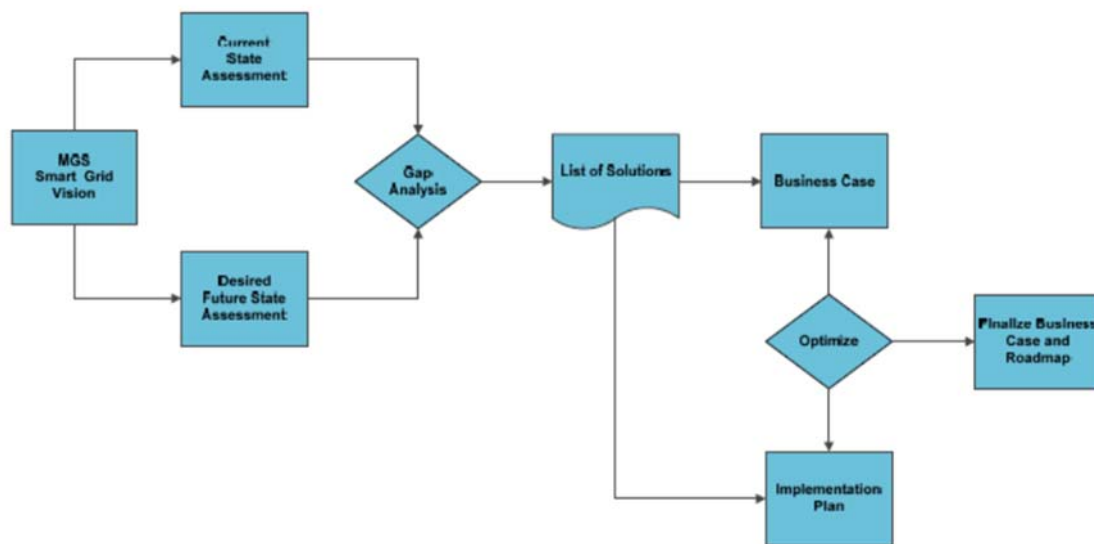 Current
State
Assessment
MGS
Smart Grid
Vision
Gap
Analysis
List of Solutions
Business Case
Desired
Future State
Assessment
Optimize
Finalize Business
Case and
Roadmap
Implementation
Plan